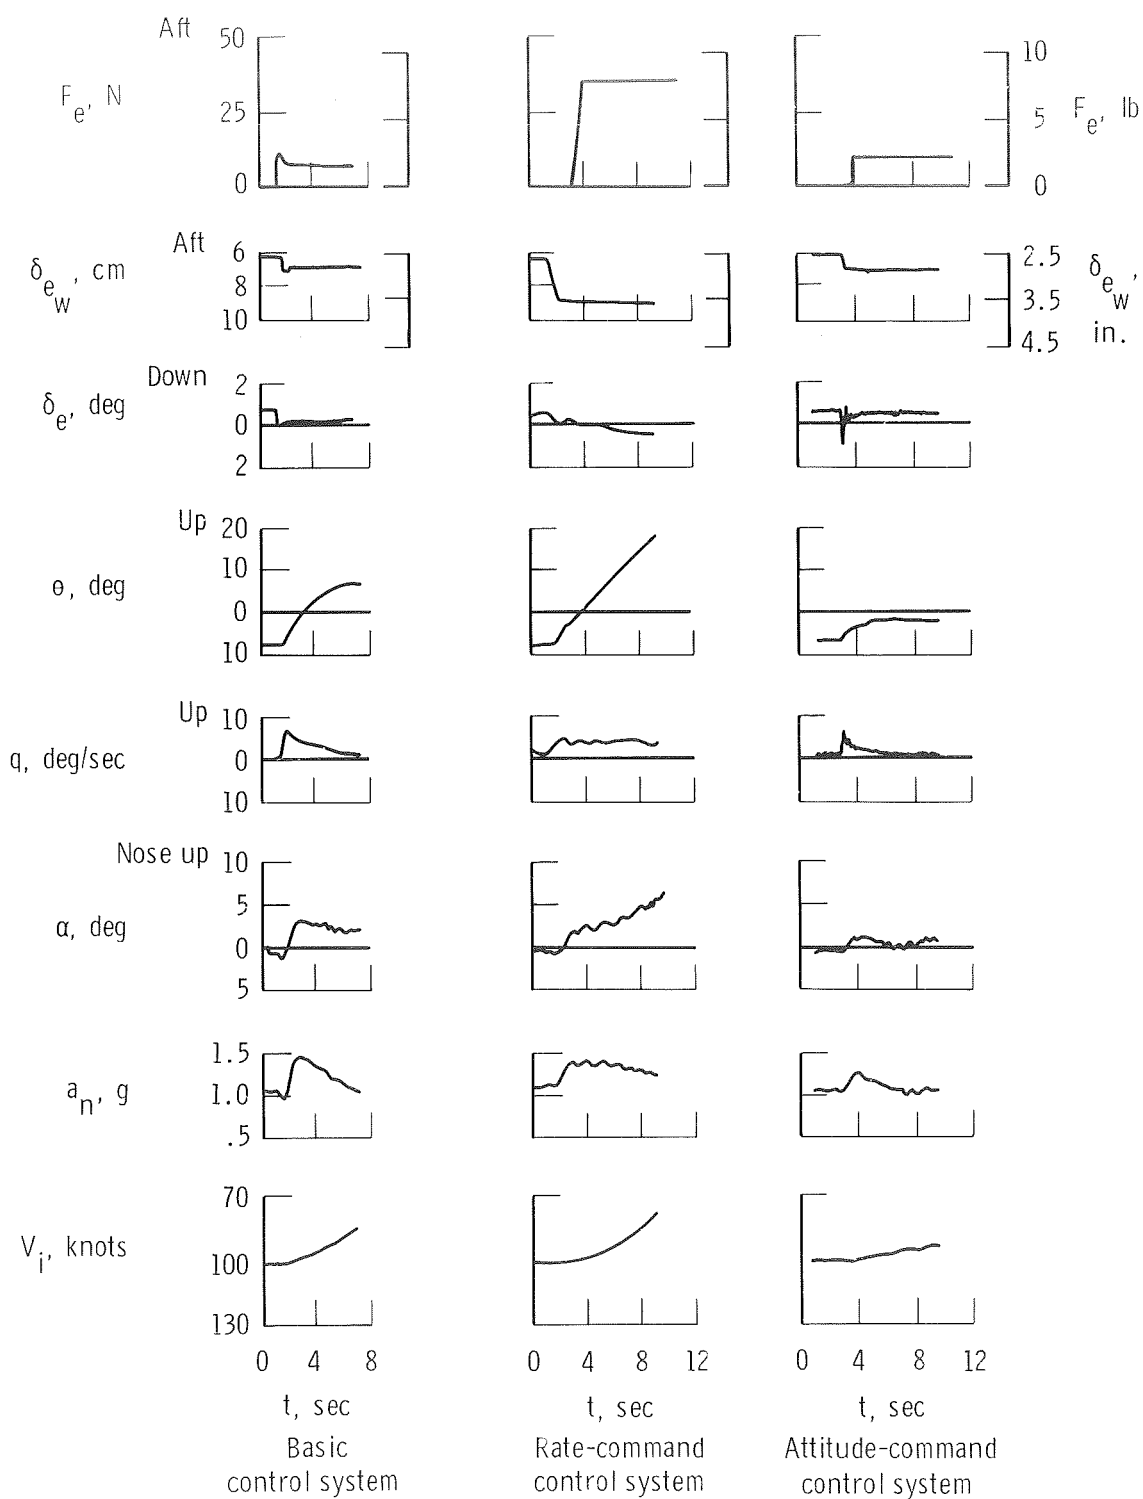 Aft
50
25
0
F_e, N
10
5
0
F_e, lb
Aft
6
8
10
δ_e_w, cm
2.5
3.5
4.5
δ_e_w, in.
Down
2
0
2
δ_e, deg
Up
20
10
0
10
θ, deg
Up
10
0
10
q, deg/sec
Nose up
10
5
0
5
α, deg
1.5
1.0
.5
a_n, g
70
100
130
V_i, knots
0 4 8
0 4 8 12
0 4 8 12
t, sec
t, sec
t, sec
Basic
control system
Rate-command
control system
Attitude-command
control system